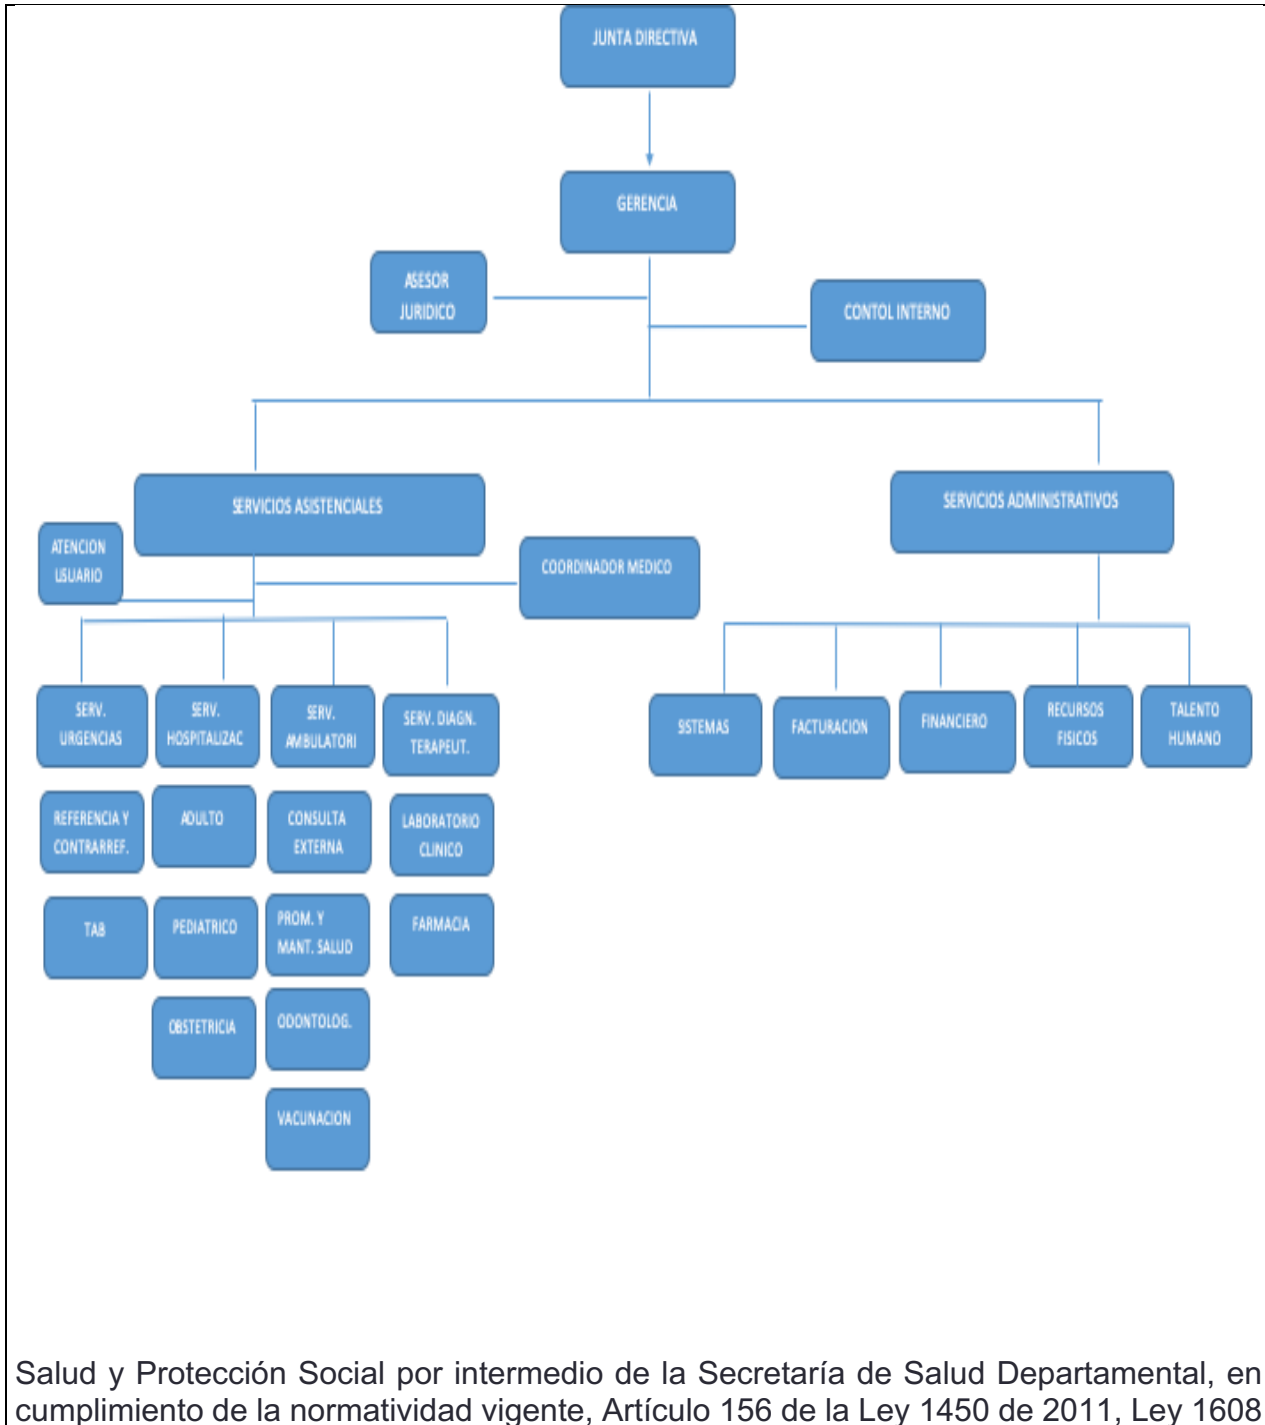 JUNTA DIRECTIVA
GERENCIA
ASESOR
JURIDICO
CONTOL INTERNO
SERVICIOS ASISTENCIALES
SERVICIOS ADMINISTRATIVOS
ATENCION
USUARIO
COORDINADOR MEDICO
SERV.
URGENCIAS
SERV.
HOSPITALIZAC
SERV.
AMBULATORI
SERV. DIAGN.
TERAPEUT.
SISTEMAS
FACTURACION
FINANCIERO
RECURSOS
FISICOS
TALENTO
HUMANO
REFERENCIA Y
CONTRARREF.
ADULTO
CONSULTA
EXTERNA
LABORATORIO
CLINICO
TAB
PEDIATRICO
PROM. Y
MANT. SALUD
FARMACIA
OBSTETRICIA
ODONTOLOG.
VACUNACION
Salud y Protección Social por intermedio de la Secretaría de Salud Departamental, en
cumplimiento de la normatividad vigente, Artículo 156 de la Ley 1450 de 2011, Ley 1608